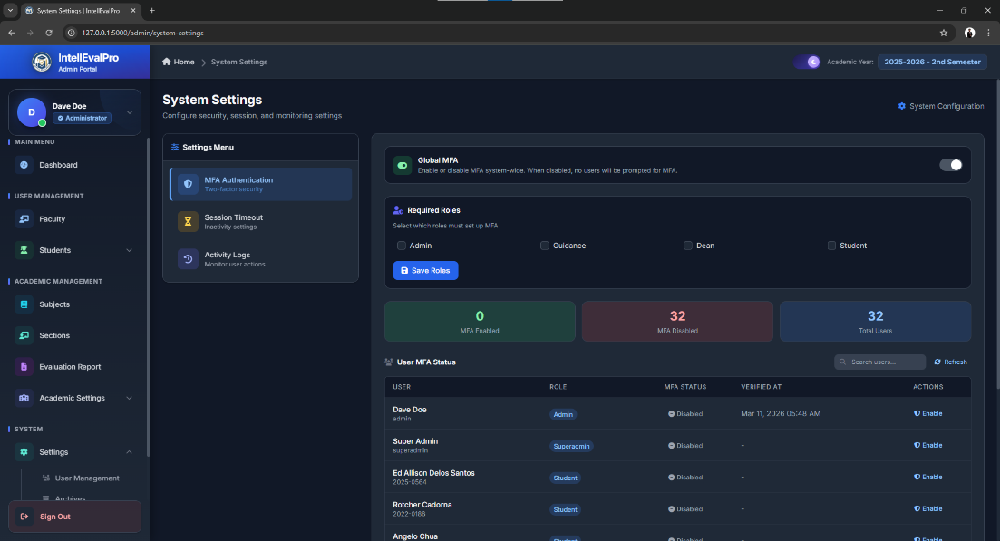 System Settings | IntellEvalPro
127.0.0.1:5000/admin/system-settings
IntellEvalPro
Admin Portal
Home
System Settings
Academic Year:
2025-2026 - 2nd Semester
D
Dave Doe
Administrator
MAIN MENU
Dashboard
USER MANAGEMENT
Faculty
Students
ACADEMIC MANAGEMENT
Subjects
Sections
Evaluation Report
Academic Settings
SYSTEM
Settings
User Management
Archives
Sign Out
System Settings
Configure security, session, and monitoring settings
System Configuration
Settings Menu
MFA Authentication
Two-factor security
Session Timeout
Inactivity settings
Activity Logs
Monitor user actions
Global MFA
Enable or disable MFA system-wide. When disabled, no users will be prompted for MFA.
Required Roles
Select which roles must set up MFA
Admin Guidance Dean Student
Save Roles
0
MFA Enabled
32
MFA Disabled
32
Total Users
User MFA Status
Search users...
Refresh
USER ROLE MFA STATUS VERIFIED AT ACTIONS
Dave Doe
admin
Admin Disabled Mar 11, 2026 05:48 AM Enable
Super Admin
superadmin
Superadmin Disabled - Enable
Ed Allison Delos Santos
2025-0564
Student Disabled - Enable
Rotcher Cadorna
2022-0186
Student Disabled - Enable
Angelo Chua
Student Disabled - Enable